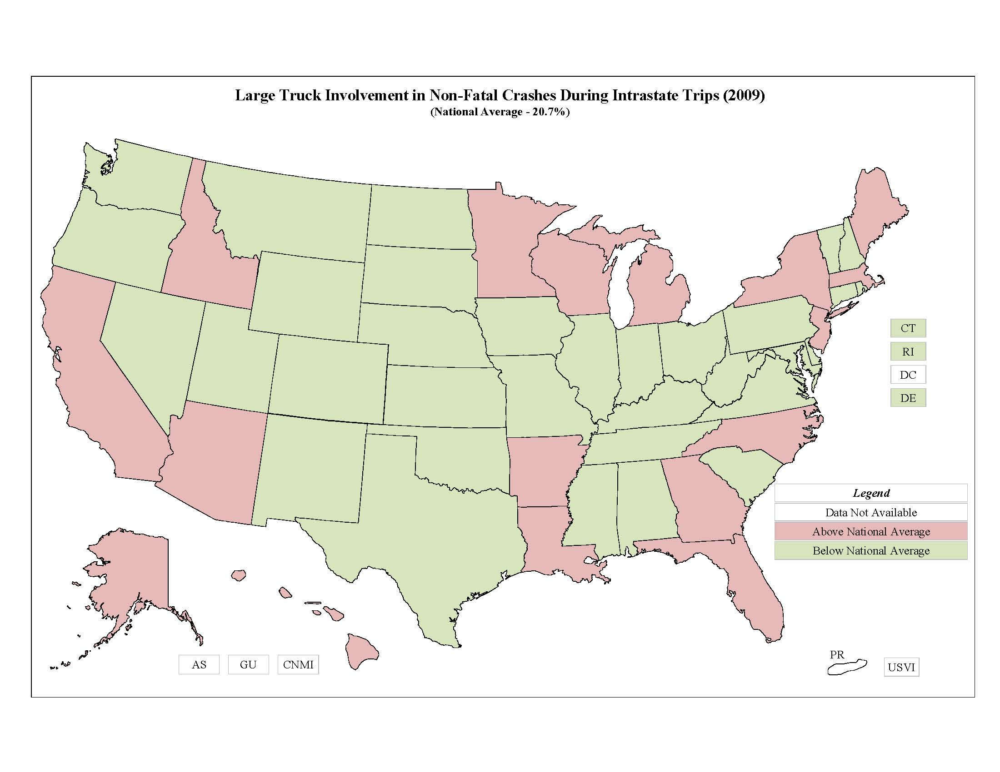 Large Truck Involvement in Non-Fatal Crashes During Intrastate Trips (2009)
(National Average - 20.7%)
CT
RI
DC
DE
Legend
Data Not Available
Above National Average
Below National Average
AS
GU
CNMI
PR
USVI